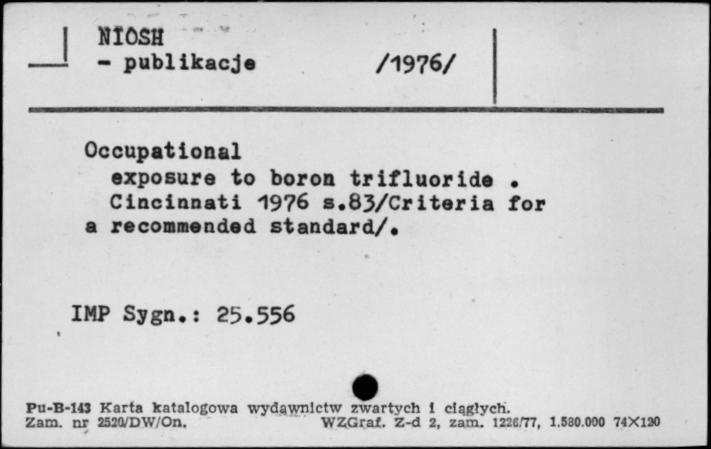 NIOSH
- publikacje /1976/
Occupational
exposure to boron trifluoride .
Cincinnati 1976 s.83/Criteria for
a recommended standard/.
IMP Sygn.: 25.556
Pu-B-143 Karta katalogowa wydawnictw zwartych i ciągłych.
Zam. nr 2520/DW/On. WZGraf. Z-d 2, zam. 1226/77, 1.580.000 74×120